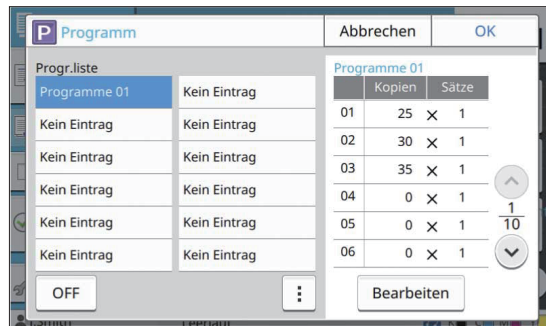 P Programm
Abbrechen
OK
Progr.liste
Programme 01
Kein Eintrag
Kein Eintrag
Kein Eintrag
Kein Eintrag
Kein Eintrag
Kein Eintrag
Kein Eintrag
Kein Eintrag
Kein Eintrag
Kein Eintrag
Kein Eintrag
OFF
Programme 01
Kopien Sätze
01 25 × 1
02 30 × 1
03 35 × 1
04 0 × 1
05 0 × 1
06 0 × 1
1
10
Bearbeiten